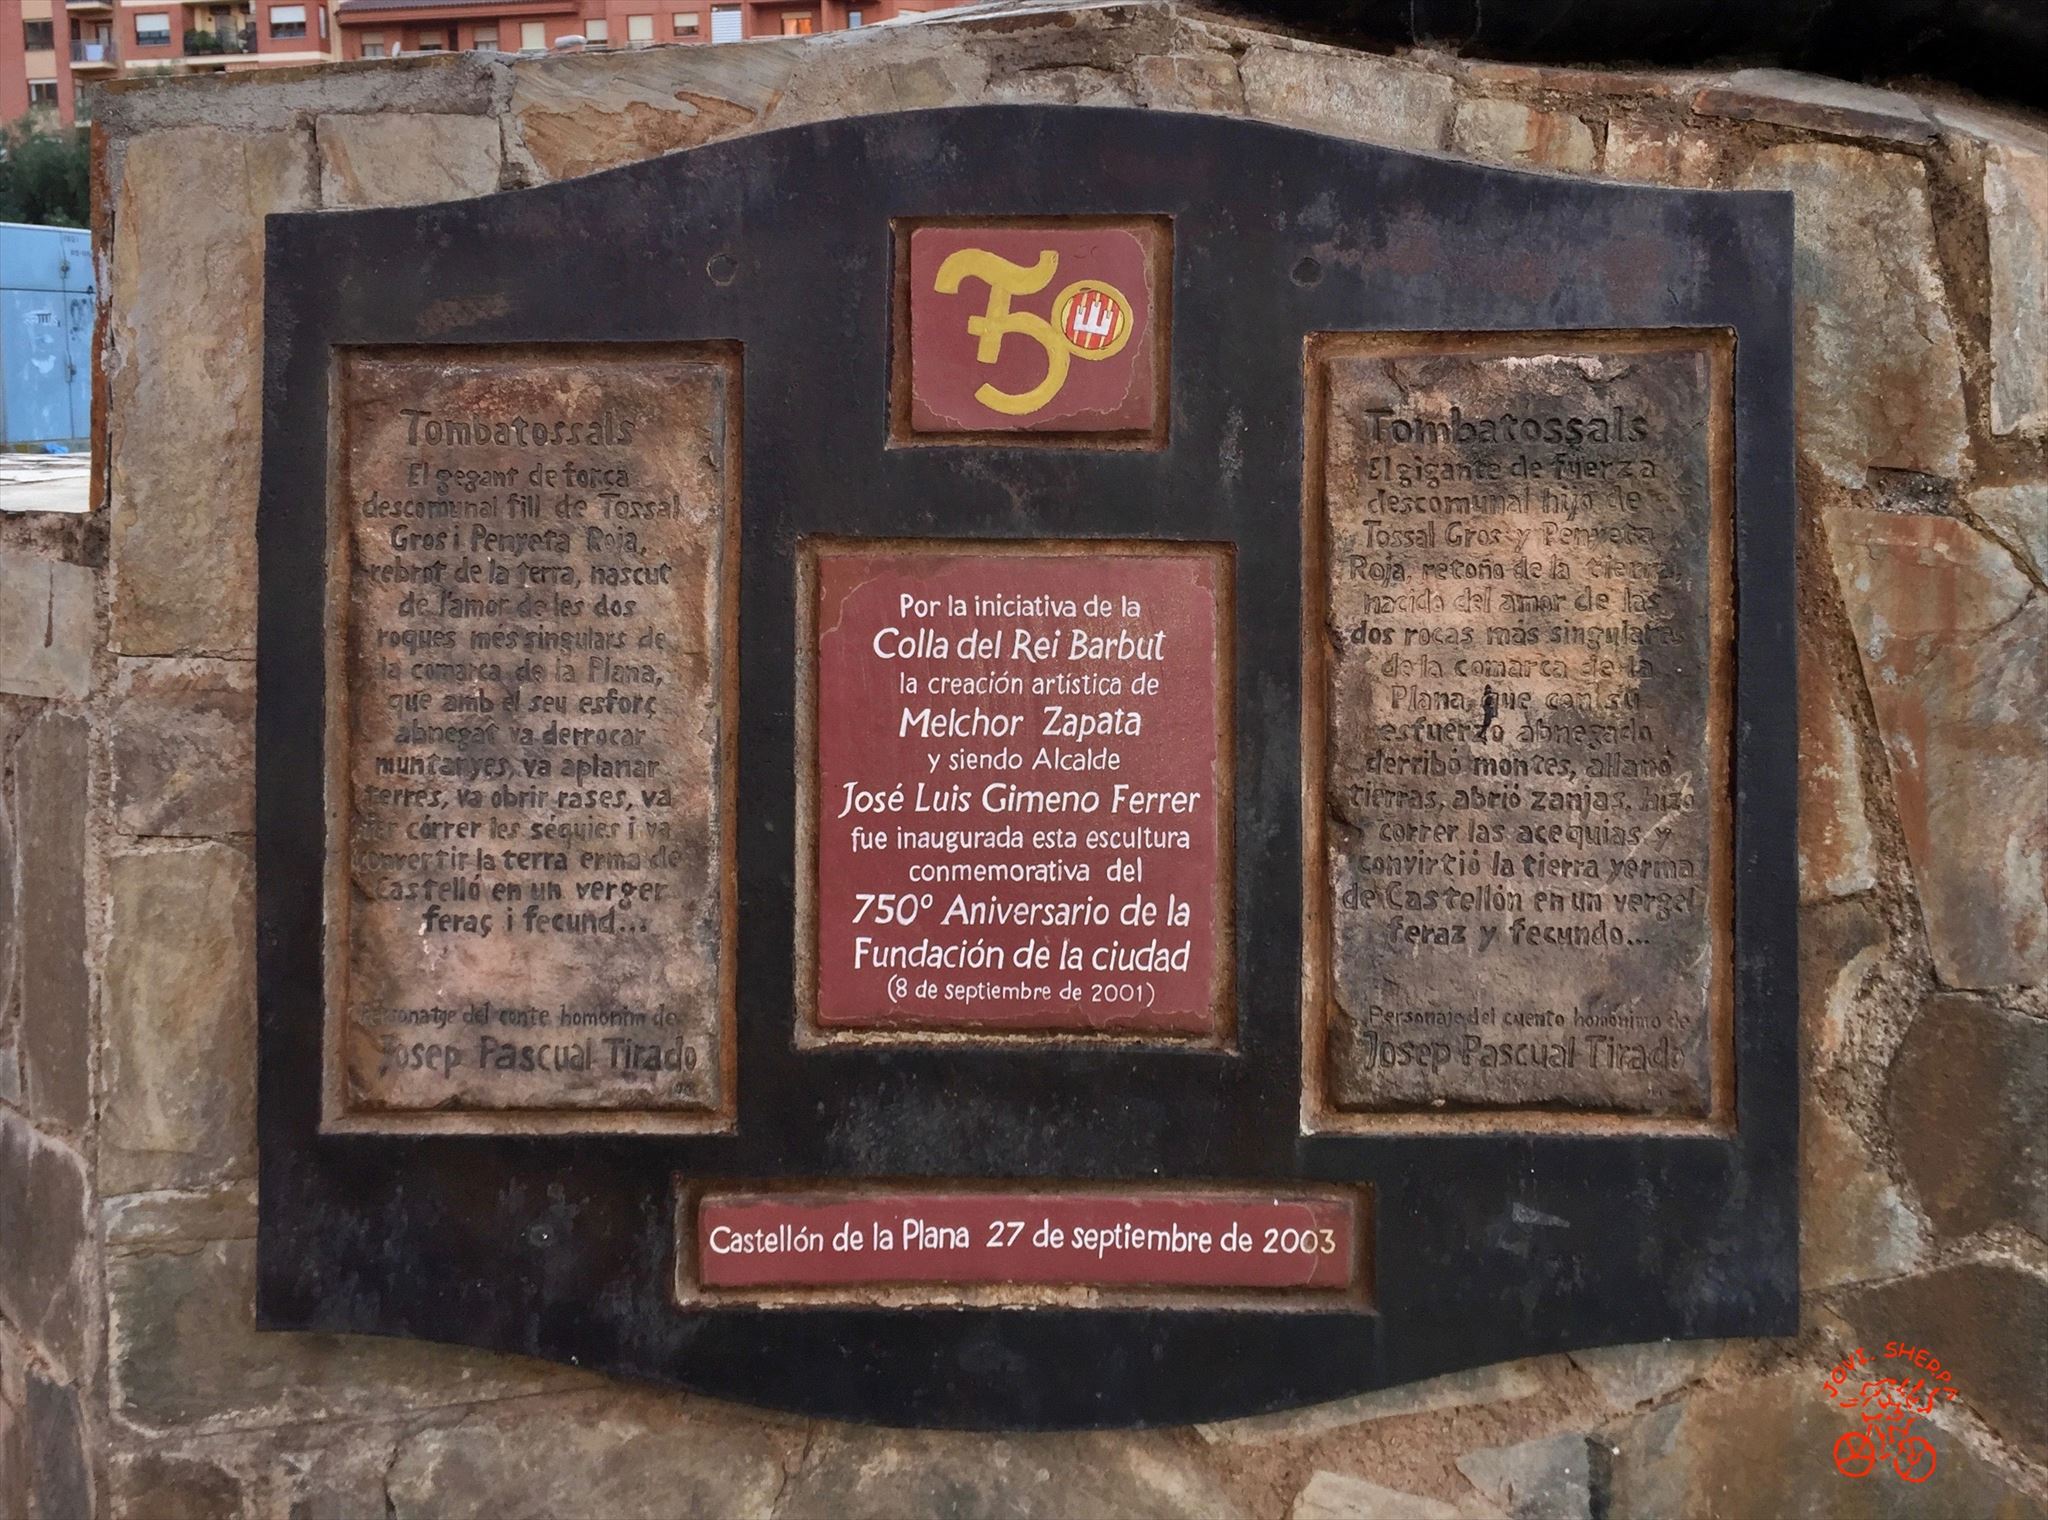 750
Tombatossals
El gegant de força
descomunal fill de Tossal
Gros i Penyeta Roja,
rebrot de la terra, nascut
de l'amor de les dos
roques més singulars de
la comarca de la Plana,
que amb el seu esforç
abnegat va derrocar
muntanyes, va aplanar
terres, va obrir rases, va
fer córrer les séquies i va
convertir la terra erma de
Castelló en un verger
feraç i fecund...
Personatge del conte homònim de
Josep Pascual Tirado
Por la iniciativa de la
Colla del Rei Barbut
la creación artística de
Melchor Zapata
y siendo Alcalde
José Luis Gimeno Ferrer
fue inaugurada esta escultura
conmemorativa del
750º Aniversario de la
Fundación de la ciudad
(8 de septiembre de 2001)
Tombatossals
El gigante de fuerza
descomunal hijo de
Tossal Gros y Penyeta
Roja, retoño de la tierra,
nacido del amor de las
dos rocas más singulares
de la comarca de la
Plana, que con su
esfuerzo abnegado
derribó montes, allanó
tierras, abrió zanjas, hizo
correr las acequias y
convirtió la tierra yerma
de Castellón en un vergel
feraz y fecundo...
Personaje del cuento homónimo de
Josep Pascual Tirado
Castellón de la Plana 27 de septiembre de 2003
JOVI. SHERPA